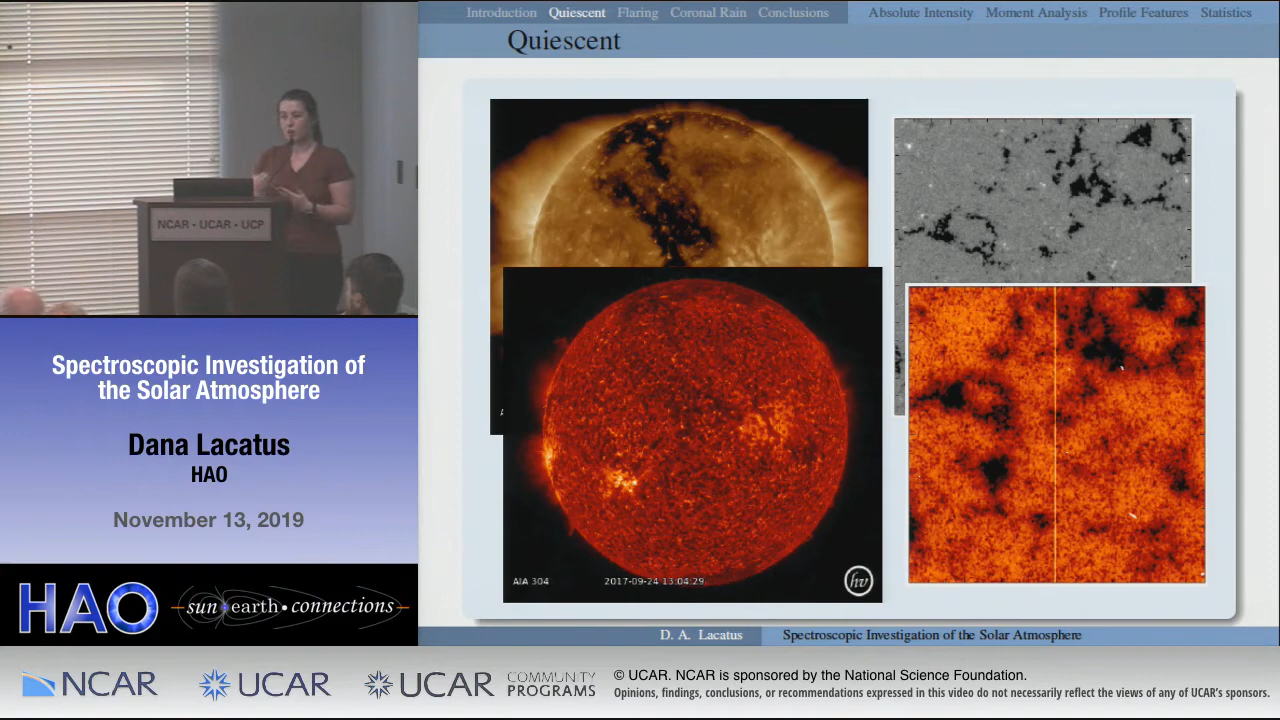 Introduction Quiescent Flaring Coronal Rain Conclusions
Absolute Intensity Moment Analysis Profile Features Statistics
Quiescent
NCAR - UCAR - UCP
AIA 304 2017-09-24 13:04:29
hv
Spectroscopic Investigation of
the Solar Atmosphere
Dana Lacatus
HAO
November 13, 2019
HAO
sun earth • connections
D. A. Lacatus
Spectroscopic Investigation of the Solar Atmosphere
NCAR
UCAR
UCAR
COMMUNITY
PROGRAMS
© UCAR. NCAR is sponsored by the National Science Foundation.
Opinions, findings, conclusions, or recommendations expressed in this video do not necessarily reflect the views of any of UCAR's sponsors.